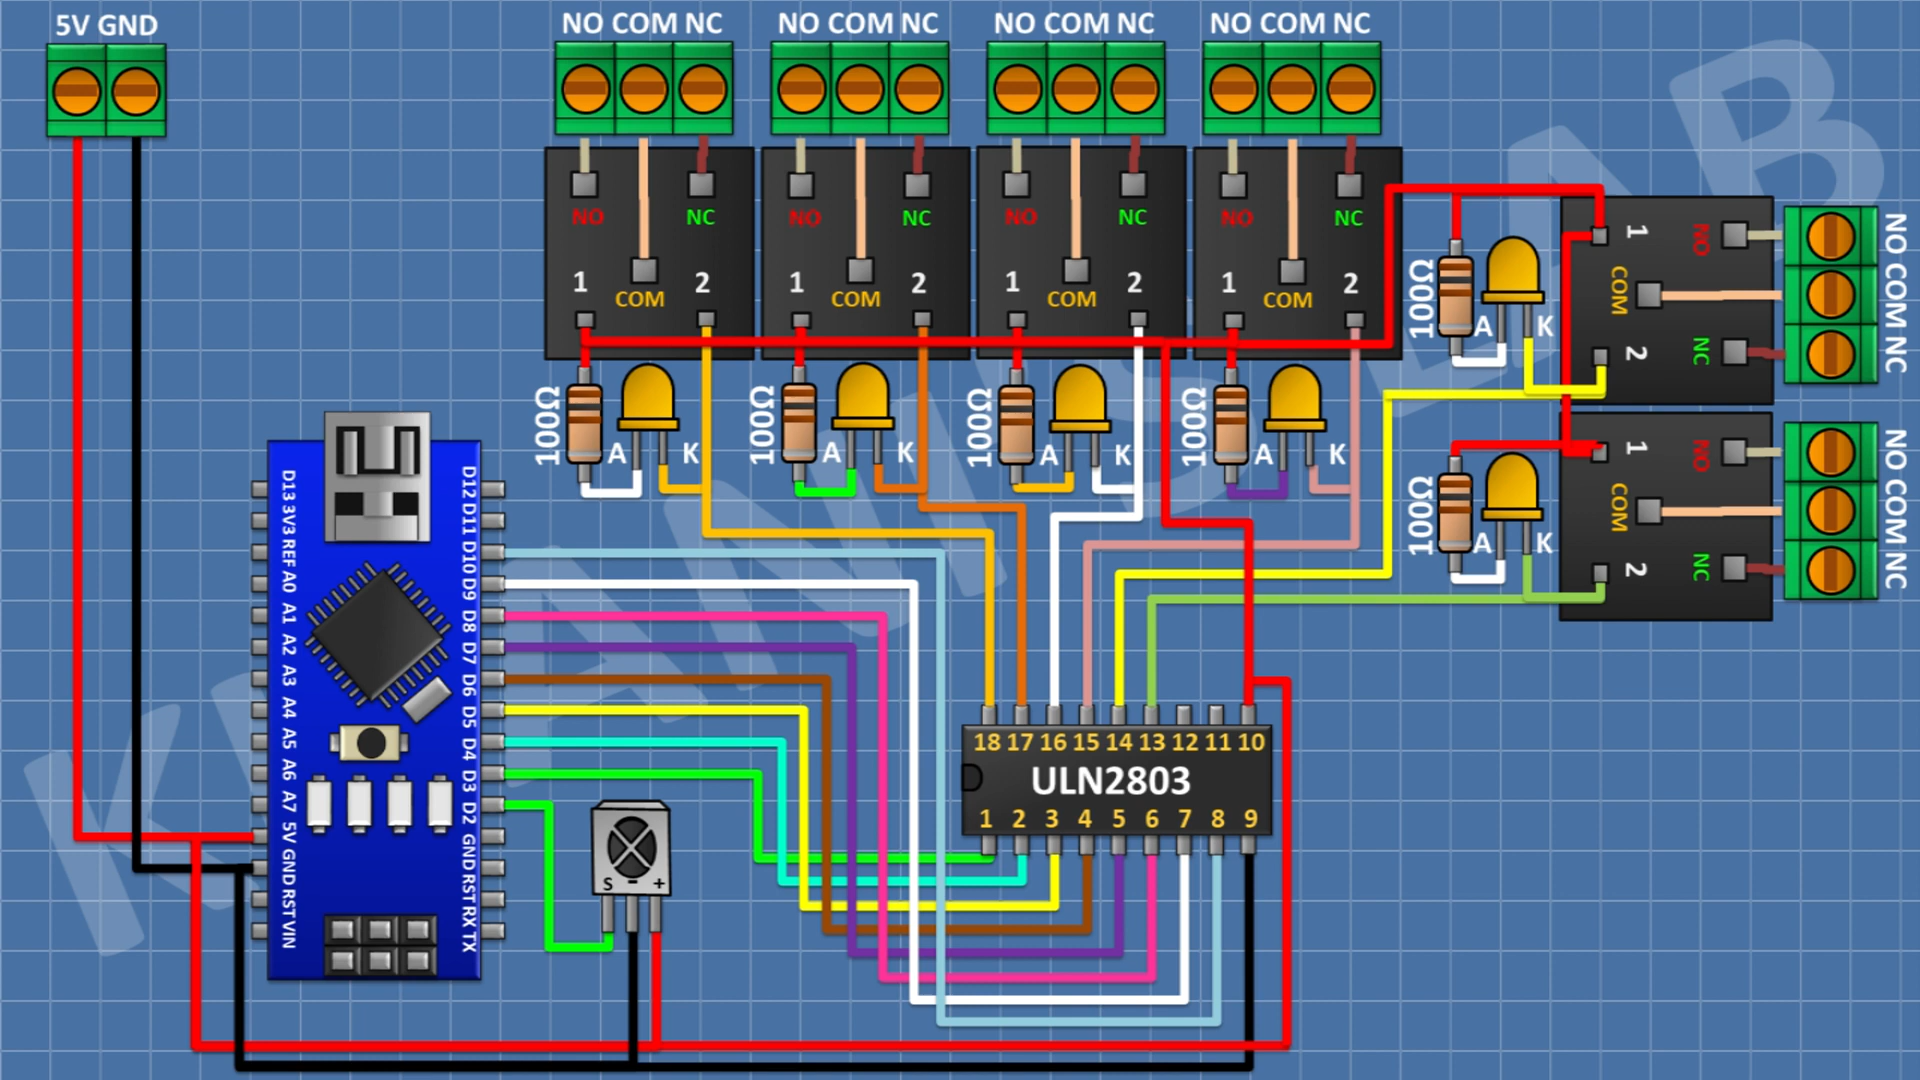 5V GND
NO COM NC
NO COM NC
NO COM NC
NO COM NC
NO NC
1 COM 2
NO NC
1 COM 2
NO NC
1 COM 2
NO NC
1 COM 2
100Ω A K
100Ω A K
100Ω A K
100Ω A K
100Ω A K
1 NO
COM
2 NC
NO COM NC
100Ω A K
1 NO
COM
2 NC
NO COM NC
D13 3V3 REF A0 A1 A2 A3 A4 A5 A6 A7 5V GND RST VIN
D12 D11 D10 D9 D8 D7 D6 D5 D4 D3 D2 GND RST RX TX
S - +
18 17 16 15 14 13 12 11 10
ULN2803
1 2 3 4 5 6 7 8 9